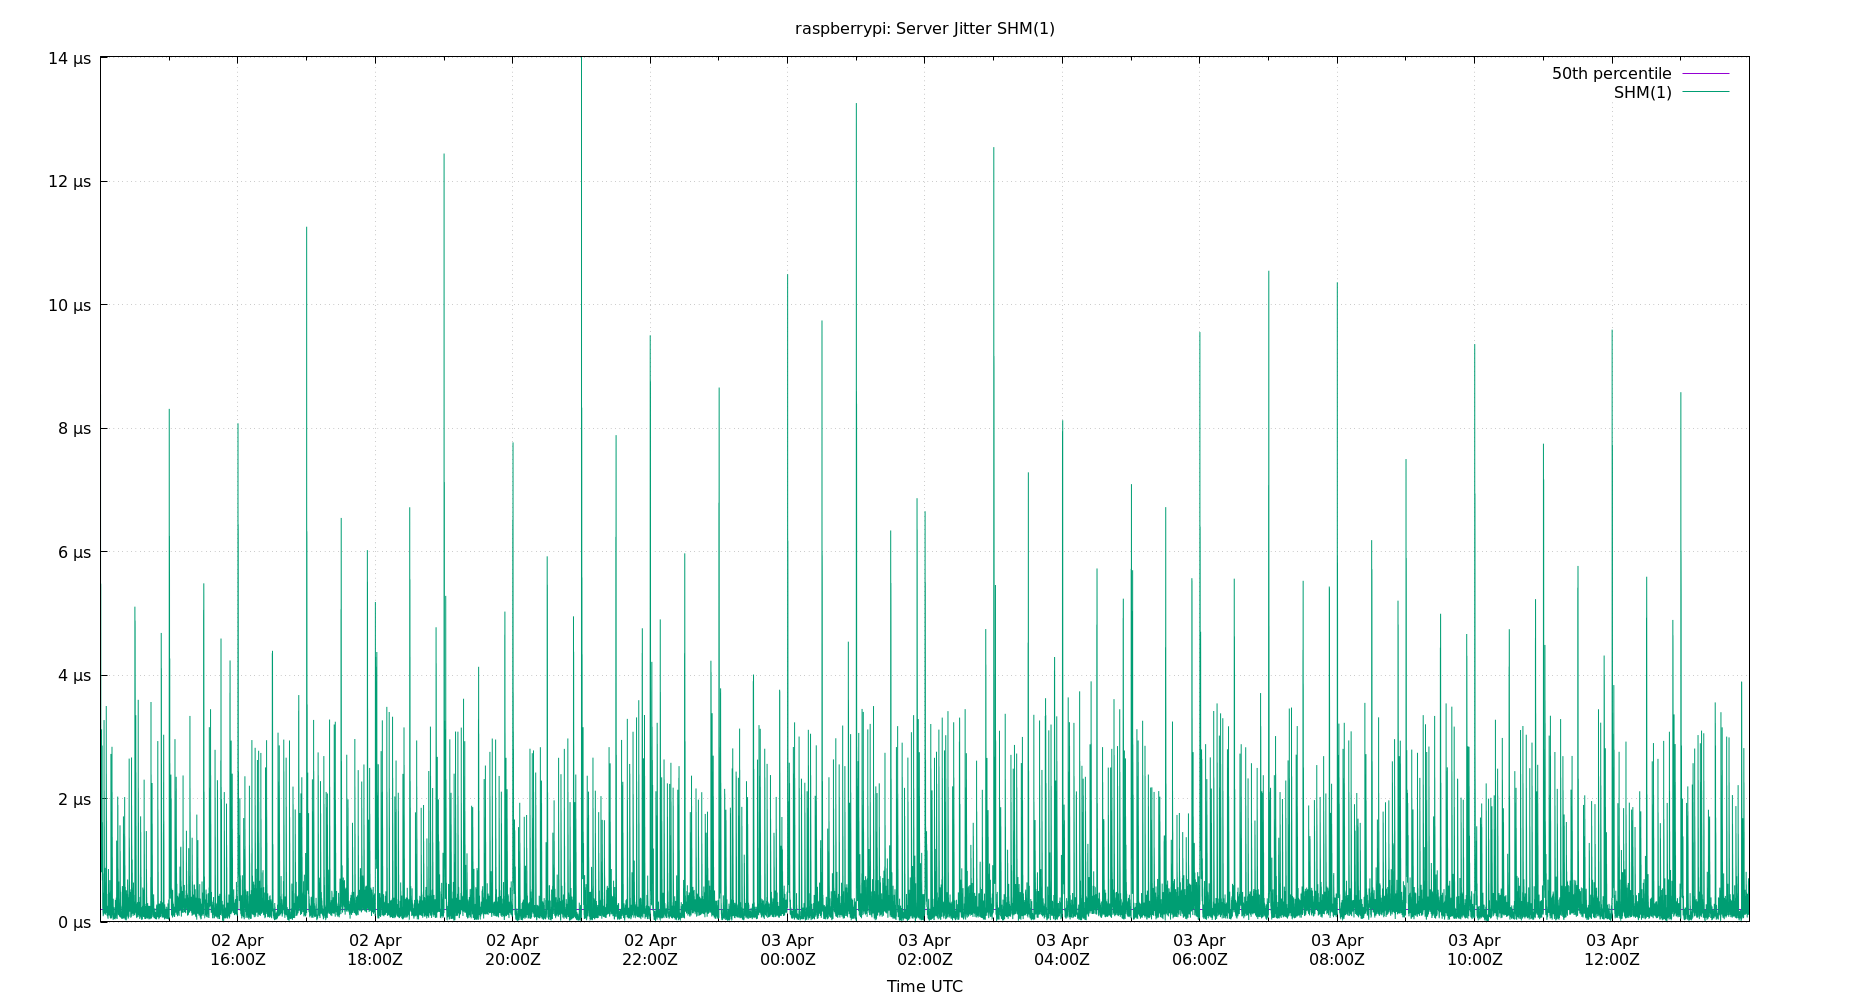 raspberrypi: Server Jitter SHM(1)
50th percentile
SHM(1)
14 µs
12 µs
10 µs
8 µs
6 µs
4 µs
2 µs
0 µs
02 Apr 02 Apr 02 Apr 02 Apr 03 Apr 03 Apr 03 Apr 03 Apr 03 Apr 03 Apr 03 Apr
16:00Z 18:00Z 20:00Z 22:00Z 00:00Z 02:00Z 04:00Z 06:00Z 08:00Z 10:00Z 12:00Z
Time UTC